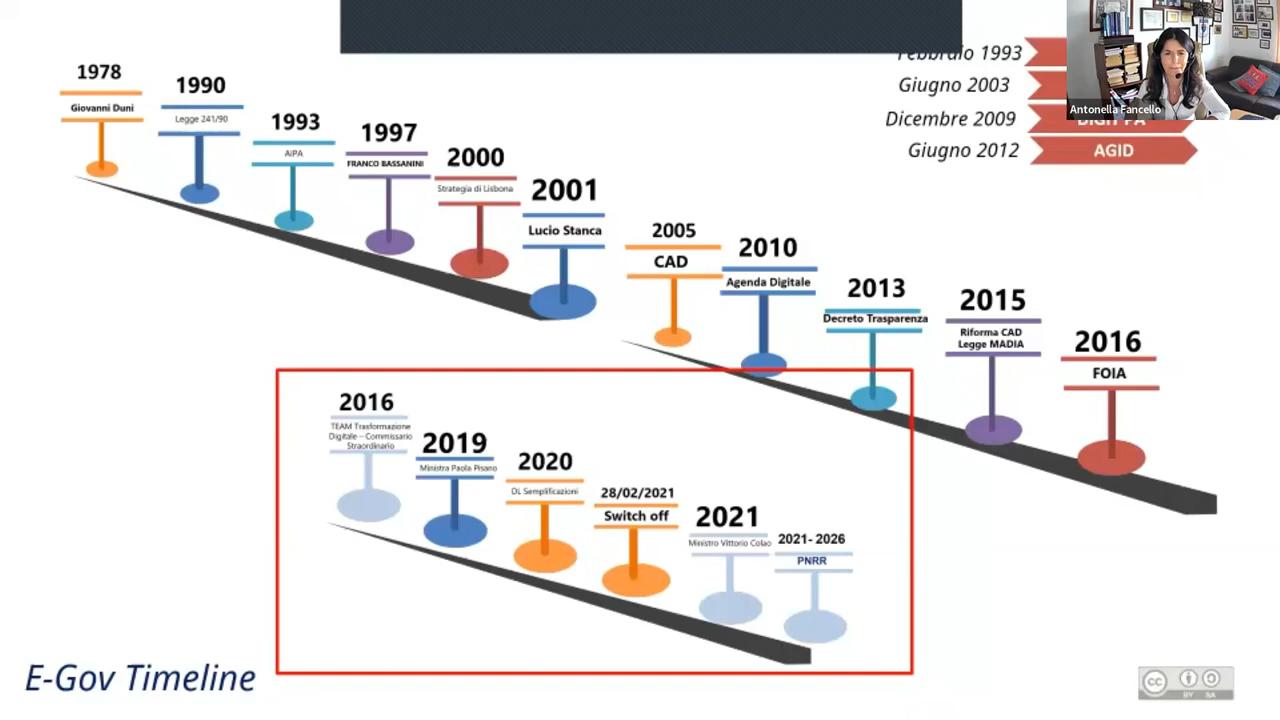 Febbraio 1993
Giugno 2003
Dicembre 2009
DIGIT PA
Giugno 2012
AGID
Antonella Fancello
1978
Giovanni Duni
1990
Legge 241/90
1993
AIPA
1997
FRANCO BASSANINI
2000
Strategia di Lisbona
2001
Lucio Stanca
2005
CAD
2010
Agenda Digitale
2013
Decreto Trasparenza
2015
Riforma CAD
Legge MADIA
2016
FOIA
2016
TEAM Trasformazione
Digitale – Commissario
Straordinario
2019
Ministra Paola Pisano
2020
DL Semplificazioni
28/02/2021
Switch off
2021
Ministro Vittorio Colao
2021- 2026
PNRR
E-Gov Timeline
cc
BY SA